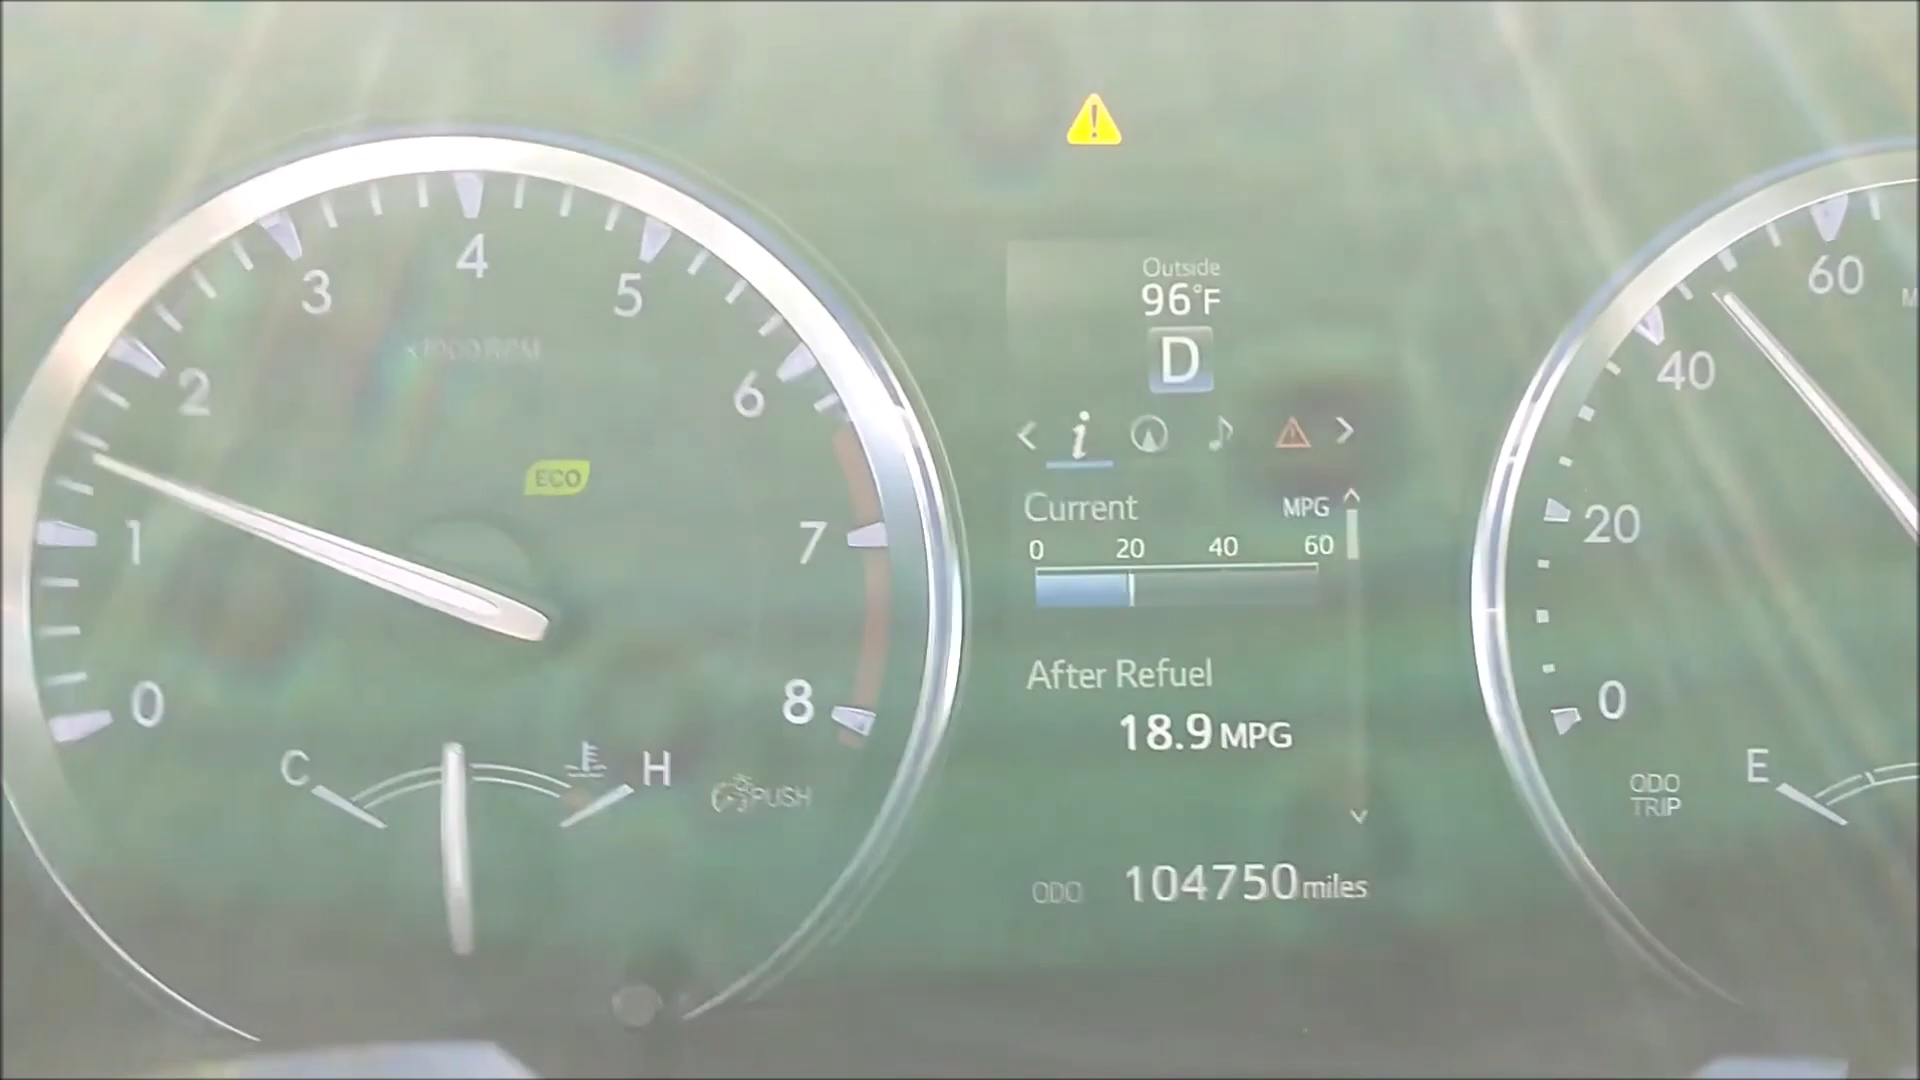 0
1
2
3
4
5
6
7
8
x1000 RPM
ECO
C
H
PUSH
Outside
96°F
D
i
Current MPG
0 20 40 60
After Refuel
18.9 MPG
ODO 104750 miles
0
20
40
60
ODO
TRIP
E